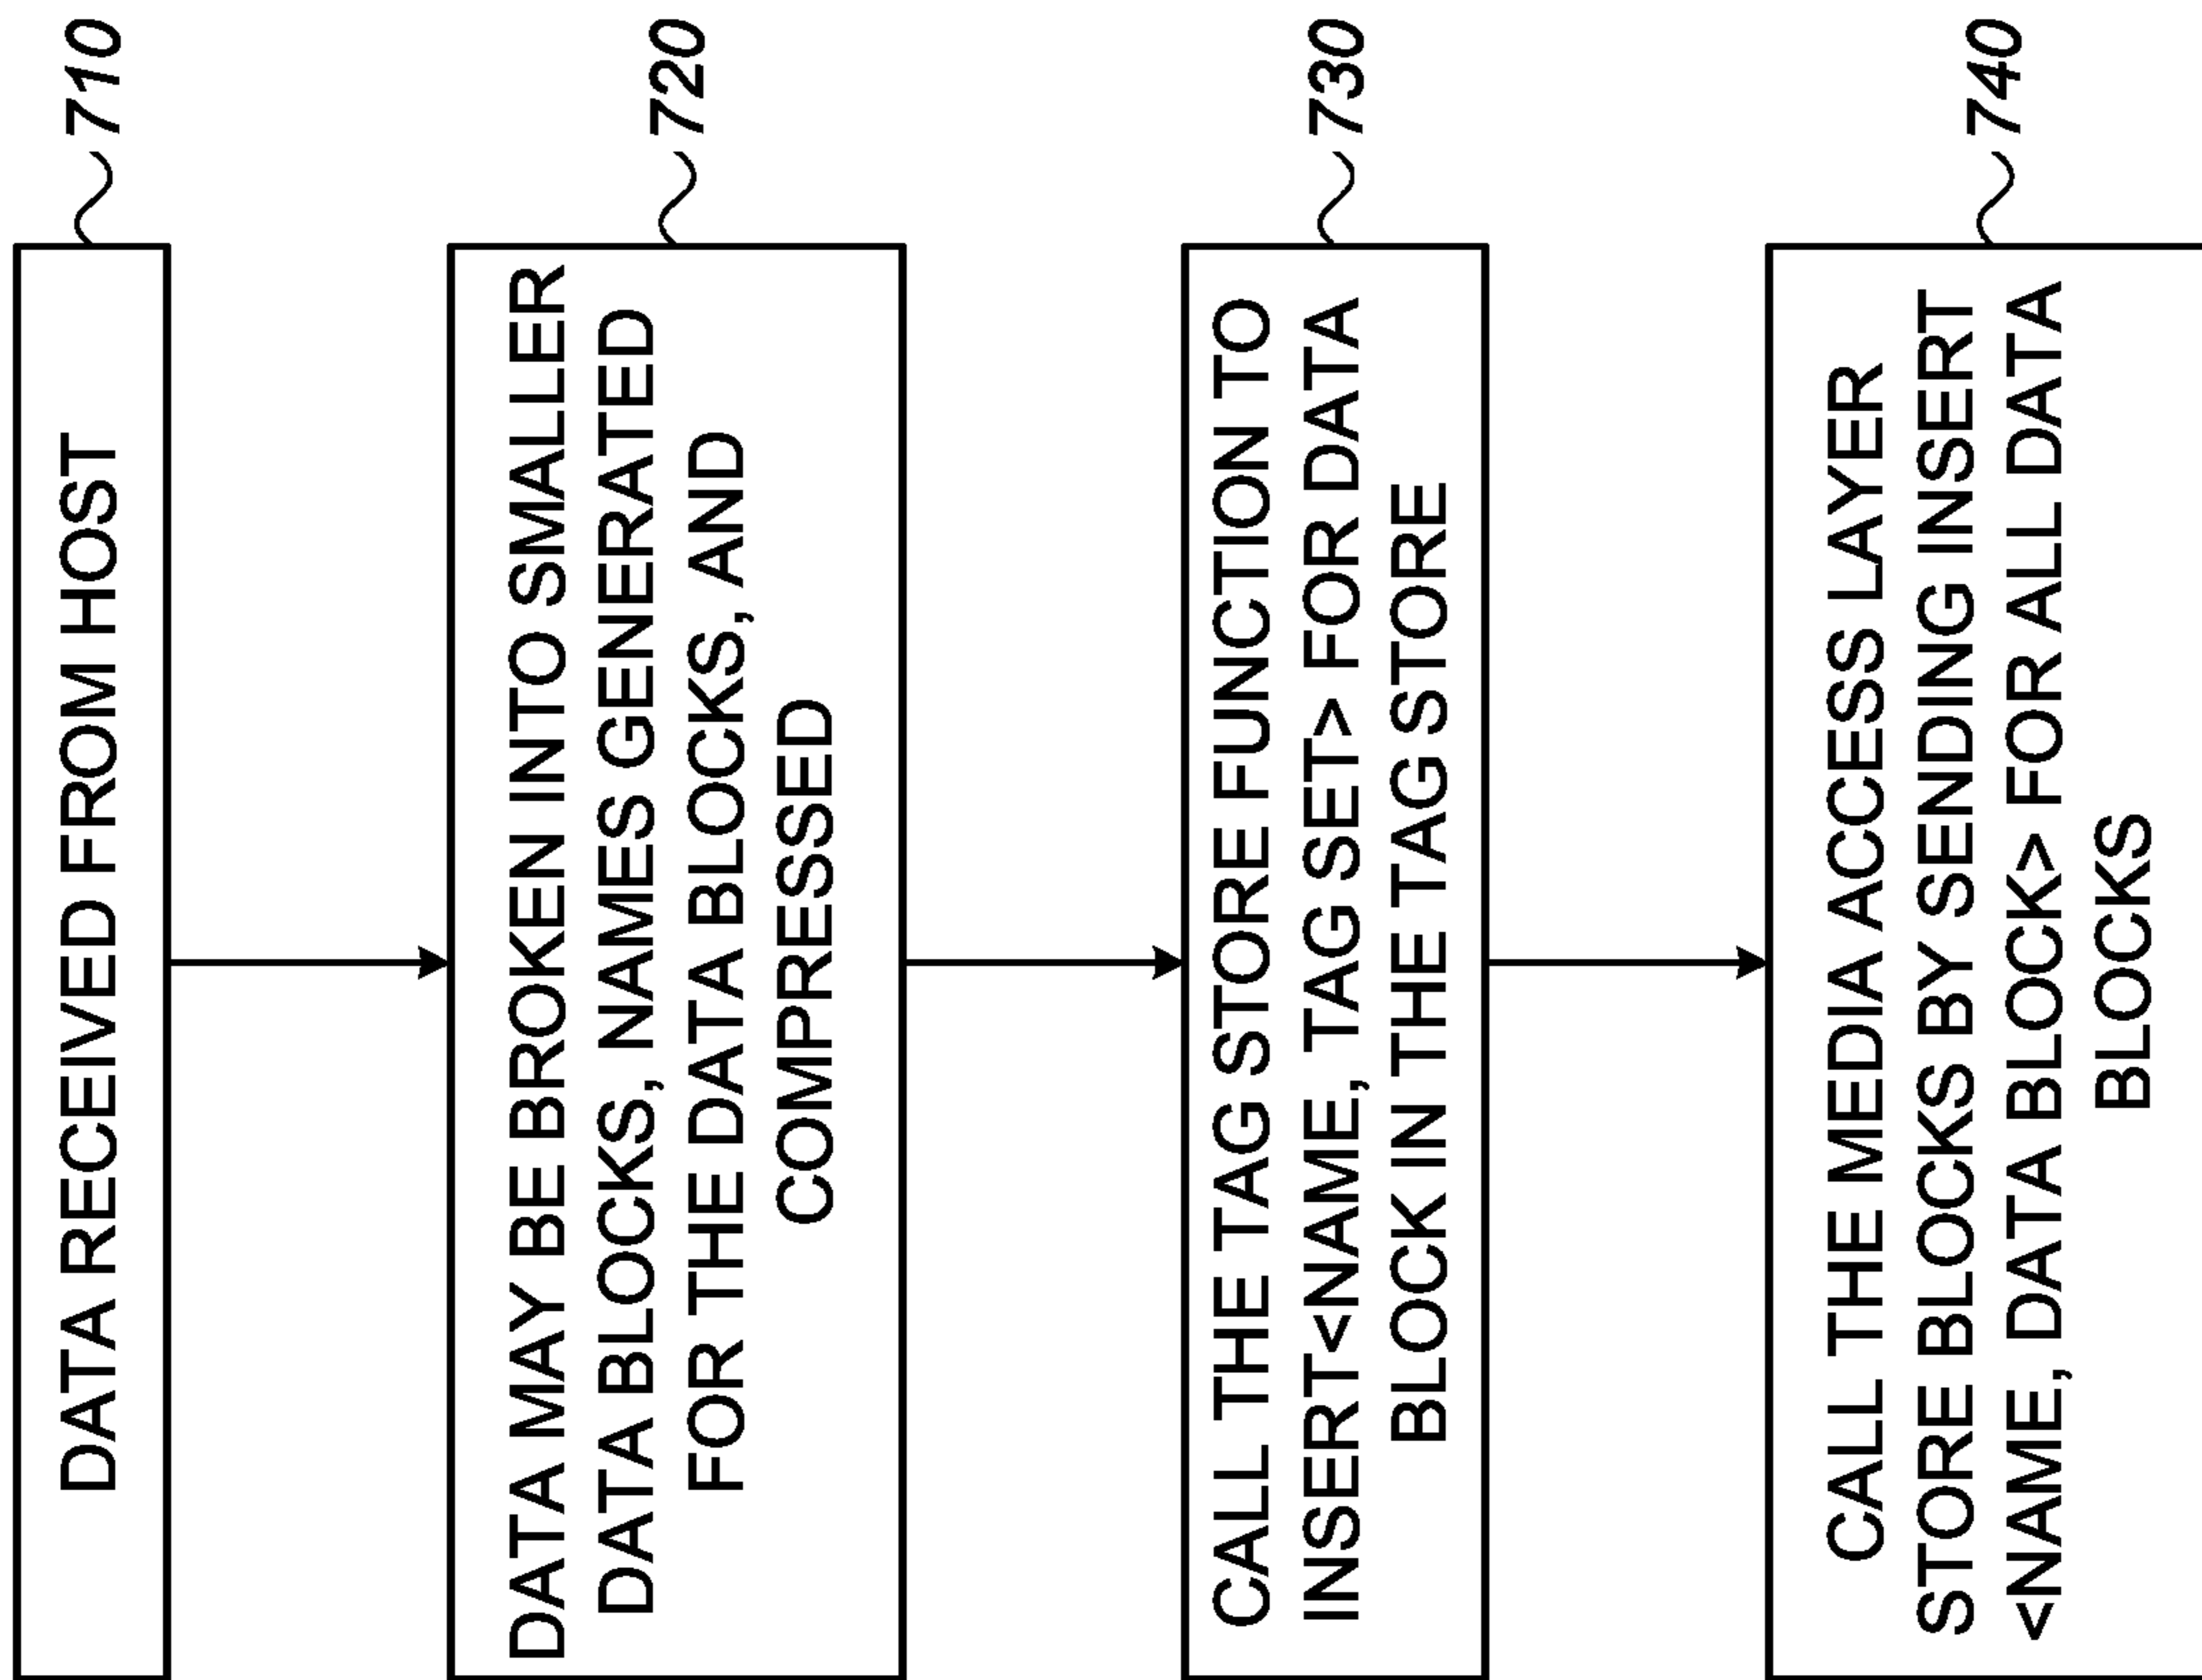 DATA RECEIVED FROM HOST
710
DATA MAY BE BROKEN INTO SMALLER
DATA BLOCKS, NAMES GENERATED
FOR THE DATA BLOCKS, AND
COMPRESSED
720
CALL THE TAG STORE FUNCTION TO
INSERT<NAME, TAG SET> FOR DATA
BLOCK IN THE TAG STORE
730
CALL THE MEDIA ACCESS LAYER
STORE BLOCKS BY SENDING INSERT
<NAME, DATA BLOCK> FOR ALL DATA
BLOCKS
740